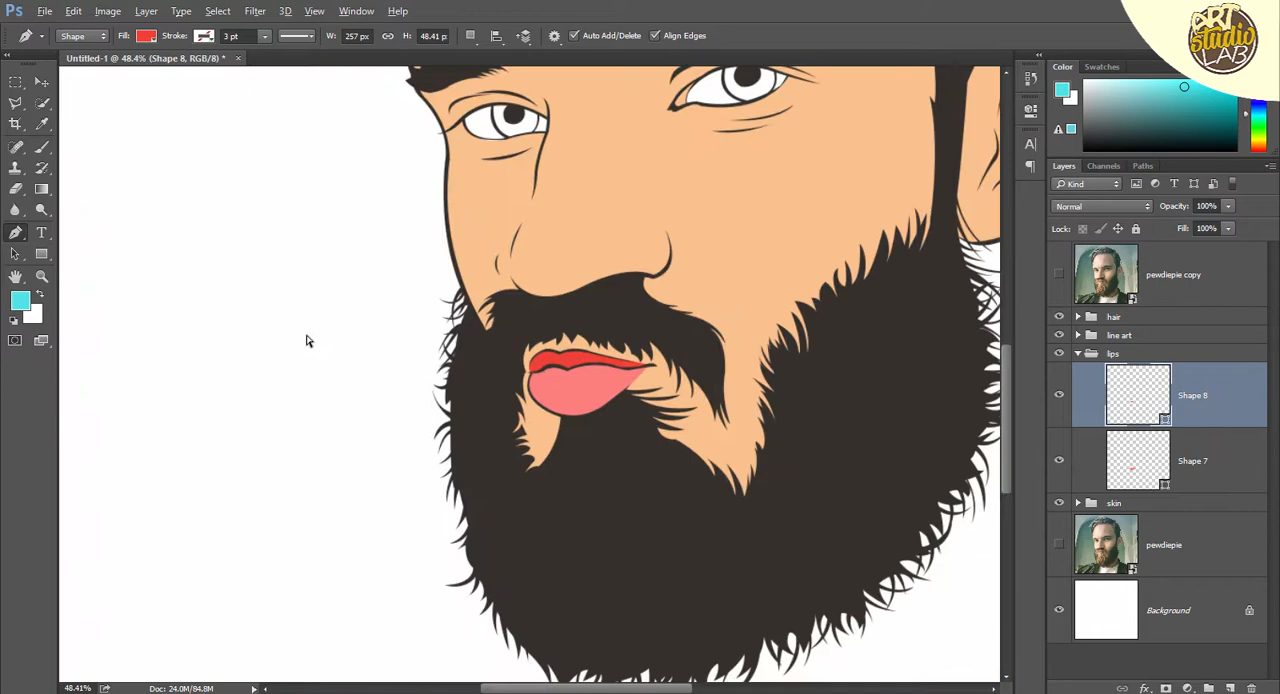 Ps File Edit Image Layer Type Select Filter 3D View Window Help
Shape Fill: Stroke: 3 pt W: 257 px H: 48.41 p: Auto Add/Delete Align Edges
ART
studio
LAB
Untitled-1 @ 48.4% (Shape 8, RGB/8) * ×
Color Swatches
Layers Channels Paths
Kind
Normal Opacity: 100%
Lock: Fill: 100%
pewdiepie copy
hair
line art
lips
Shape 8
Shape 7
skin
pewdiepie
Background
48.41% Doc: 24.0M/84.8M